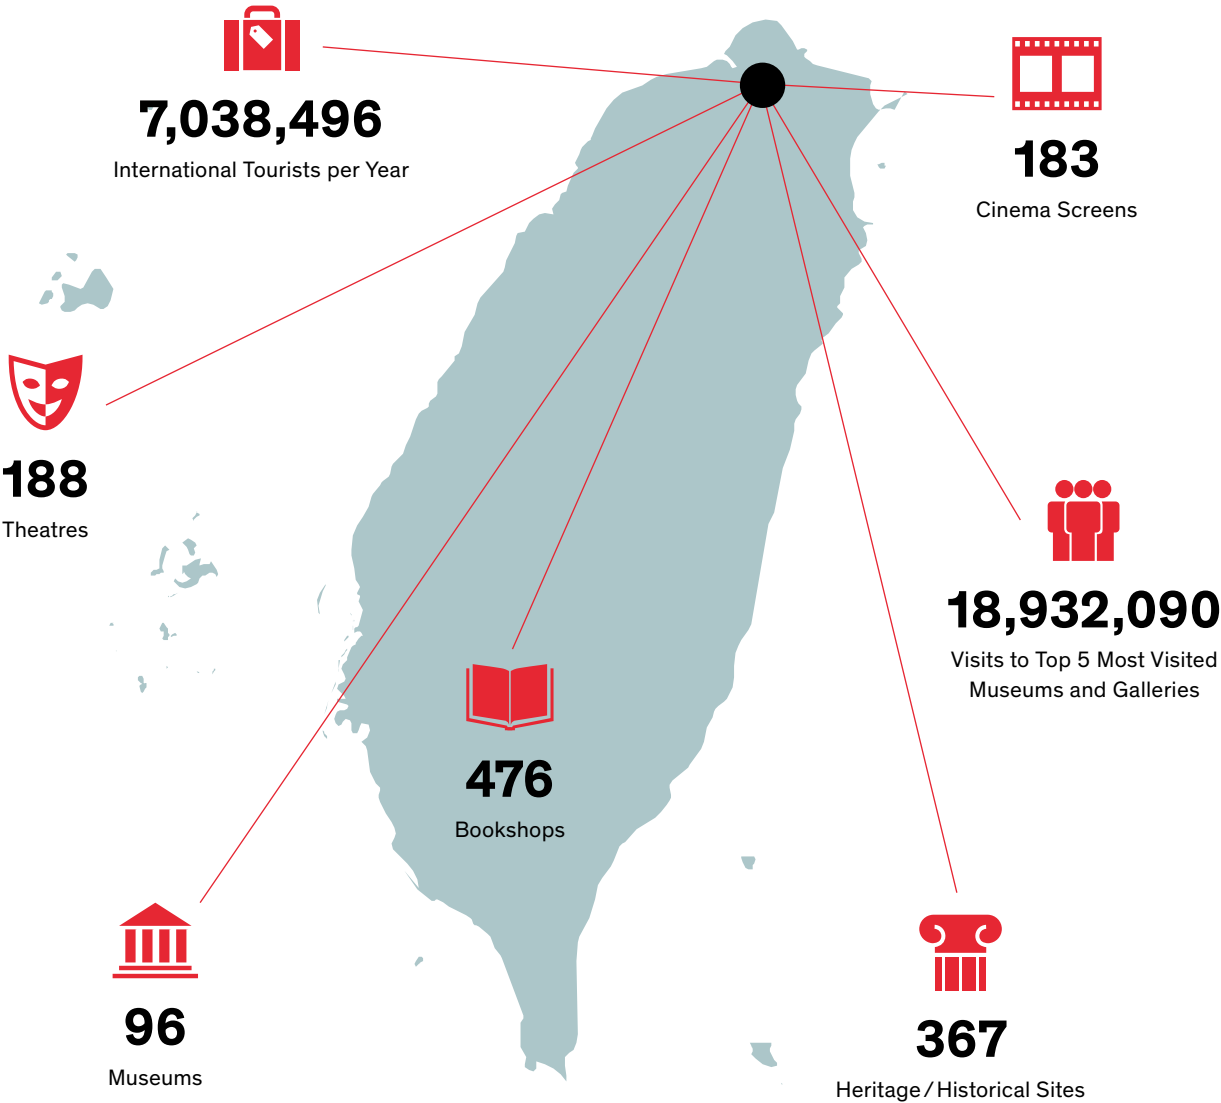 7,038,496
International Tourists per Year
183
Cinema Screens
188
Theatres
18,932,090
Visits to Top 5 Most Visited
Museums and Galleries
476
Bookshops
96
Museums
367
Heritage/Historical Sites